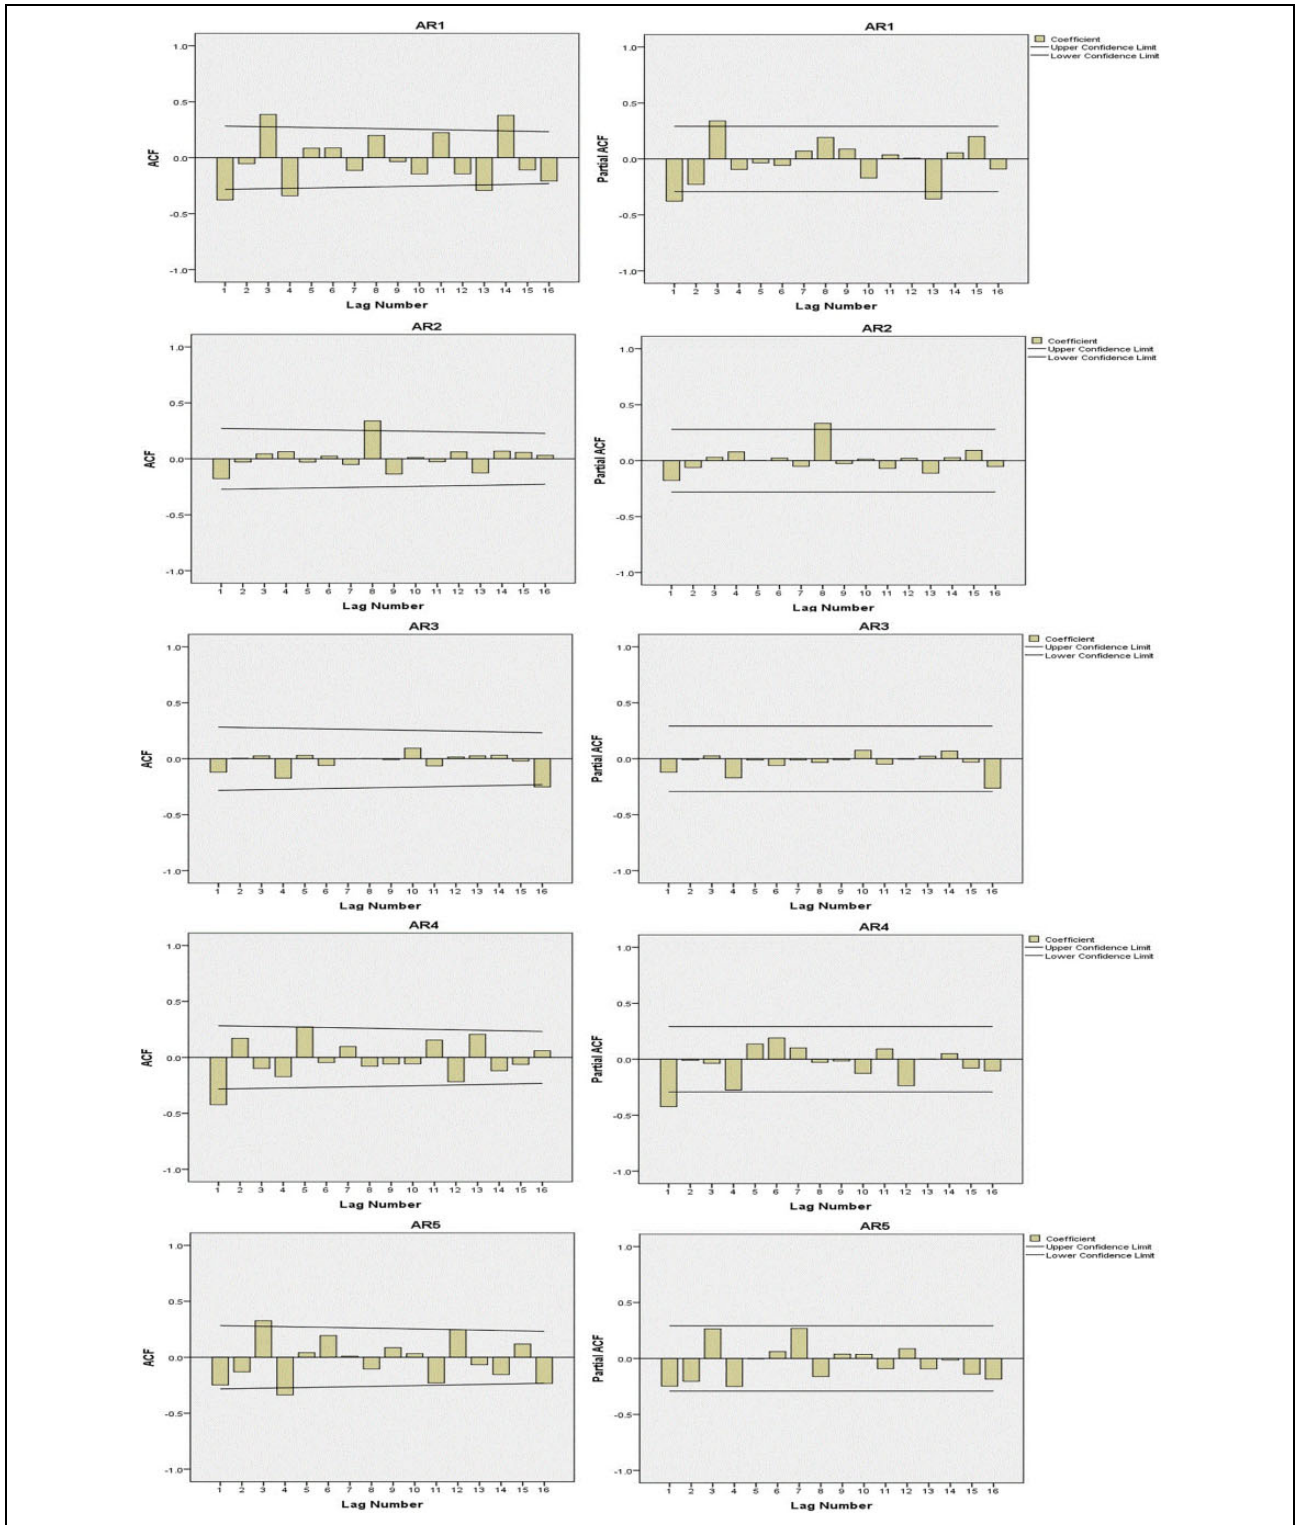 AR1
1.0
0.5
0.0
-0.5
-1.0
ACF
1 2 3 4 5 6 7 8 9 10 11 12 13 14 15 16
Lag Number
AR1
1.0
0.5
0.0
-0.5
-1.0
Partial ACF
1 2 3 4 5 6 7 8 9 10 11 12 13 14 15 16
Lag Number
Coefficient
Upper Confidence Limit
Lower Confidence Limit
AR2
1.0
0.5
0.0
-0.5
-1.0
ACF
1 2 3 4 5 6 7 8 9 10 11 12 13 14 15 16
Lag Number
AR2
1.0
0.5
0.0
-0.5
-1.0
Partial ACF
1 2 3 4 5 6 7 8 9 10 11 12 13 14 15 16
Lag Number
Coefficient
Upper Confidence Limit
Lower Confidence Limit
AR3
1.0
0.5
0.0
-0.5
-1.0
ACF
1 2 3 4 5 6 7 8 9 10 11 12 13 14 15 16
Lag Number
AR3
1.0
0.5
0.0
-0.5
-1.0
Partial ACF
1 2 3 4 5 6 7 8 9 10 11 12 13 14 15 16
Lag Number
Coefficient
Upper Confidence Limit
Lower Confidence Limit
AR4
1.0
0.5
0.0
-0.5
-1.0
ACF
1 2 3 4 5 6 7 8 9 10 11 12 13 14 15 16
Lag Number
AR4
1.0
0.5
0.0
-0.5
-1.0
Partial ACF
1 2 3 4 5 6 7 8 9 10 11 12 13 14 15 16
Lag Number
Coefficient
Upper Confidence Limit
Lower Confidence Limit
AR5
1.0
0.5
0.0
-0.5
-1.0
ACF
1 2 3 4 5 6 7 8 9 10 11 12 13 14 15 16
Lag Number
AR5
1.0
0.5
0.0
-0.5
-1.0
Partial ACF
1 2 3 4 5 6 7 8 9 10 11 12 13 14 15 16
Lag Number
Coefficient
Upper Confidence Limit
Lower Confidence Limit